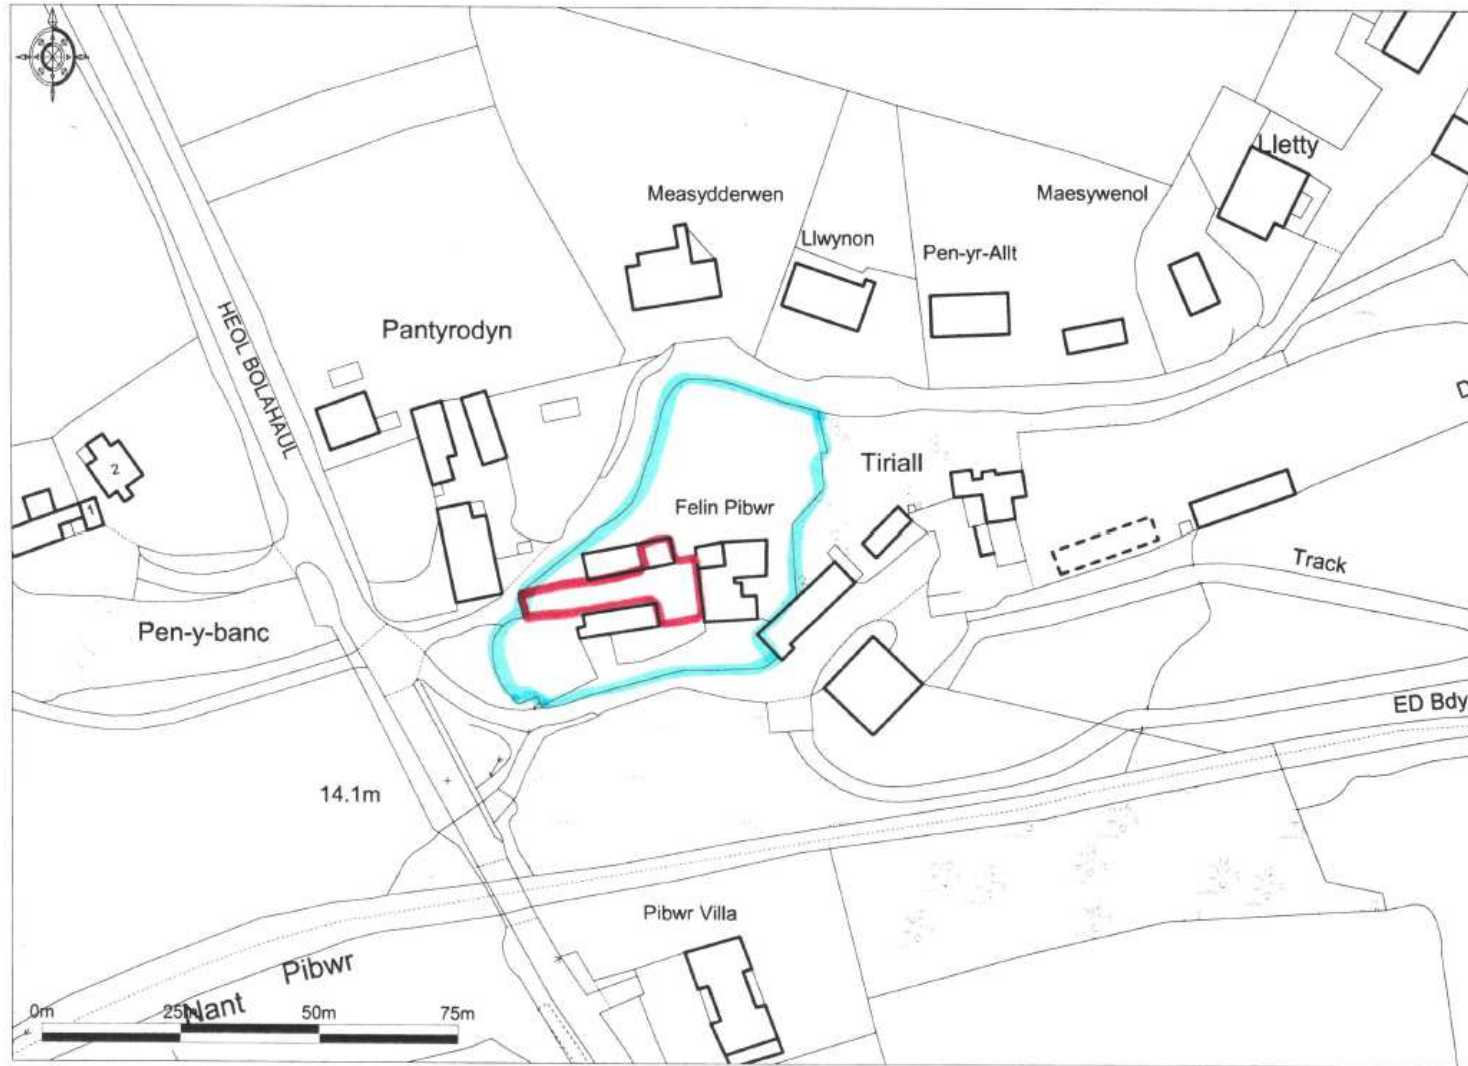 Lletty
Measydderwen
Maesywenol
Llwynon
Pen-yr-Allt
HEOL BOLAHAUL
Pantyrodyn
D
2
1
Tiriall
Felin Pibwr
Track
Pen-y-banc
ED Bdy
14.1m
Pibwr Villa
Pibwr
Nant
0m 25m 50m 75m